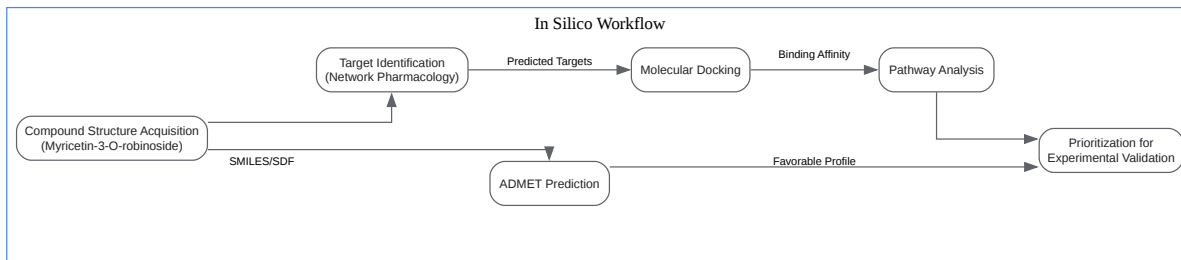 In Silico Workflow
Target Identification
(Network Pharmacology)
Predicted Targets
Molecular Docking
Binding Affinity
Pathway Analysis
Compound Structure Acquisition
(Myricetin-3-O-robinoside)
SMILES/SDF
ADMET Prediction
Favorable Profile
Prioritization for
Experimental Validation